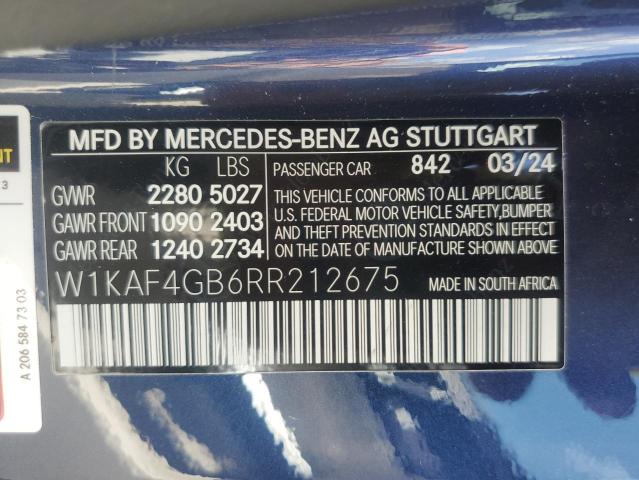 MFD BY MERCEDES-BENZ AG STUTTGART
KG LBS PASSENGER CAR 842 03/24
GVWR 2280 5027
GAWR FRONT 1090 2403
GAWR REAR 1240 2734
THIS VEHICLE CONFORMS TO ALL APPLICABLE
U.S. FEDERAL MOTOR VEHICLE SAFETY,BUMPER
AND THEFT PREVENTION STANDARDS IN EFFECT
ON THE DATE OF MANUFACTURE SHOWN ABOVE.
W1KAF4GB6RR212675 MADE IN SOUTH AFRICA
A 206 584 73 03